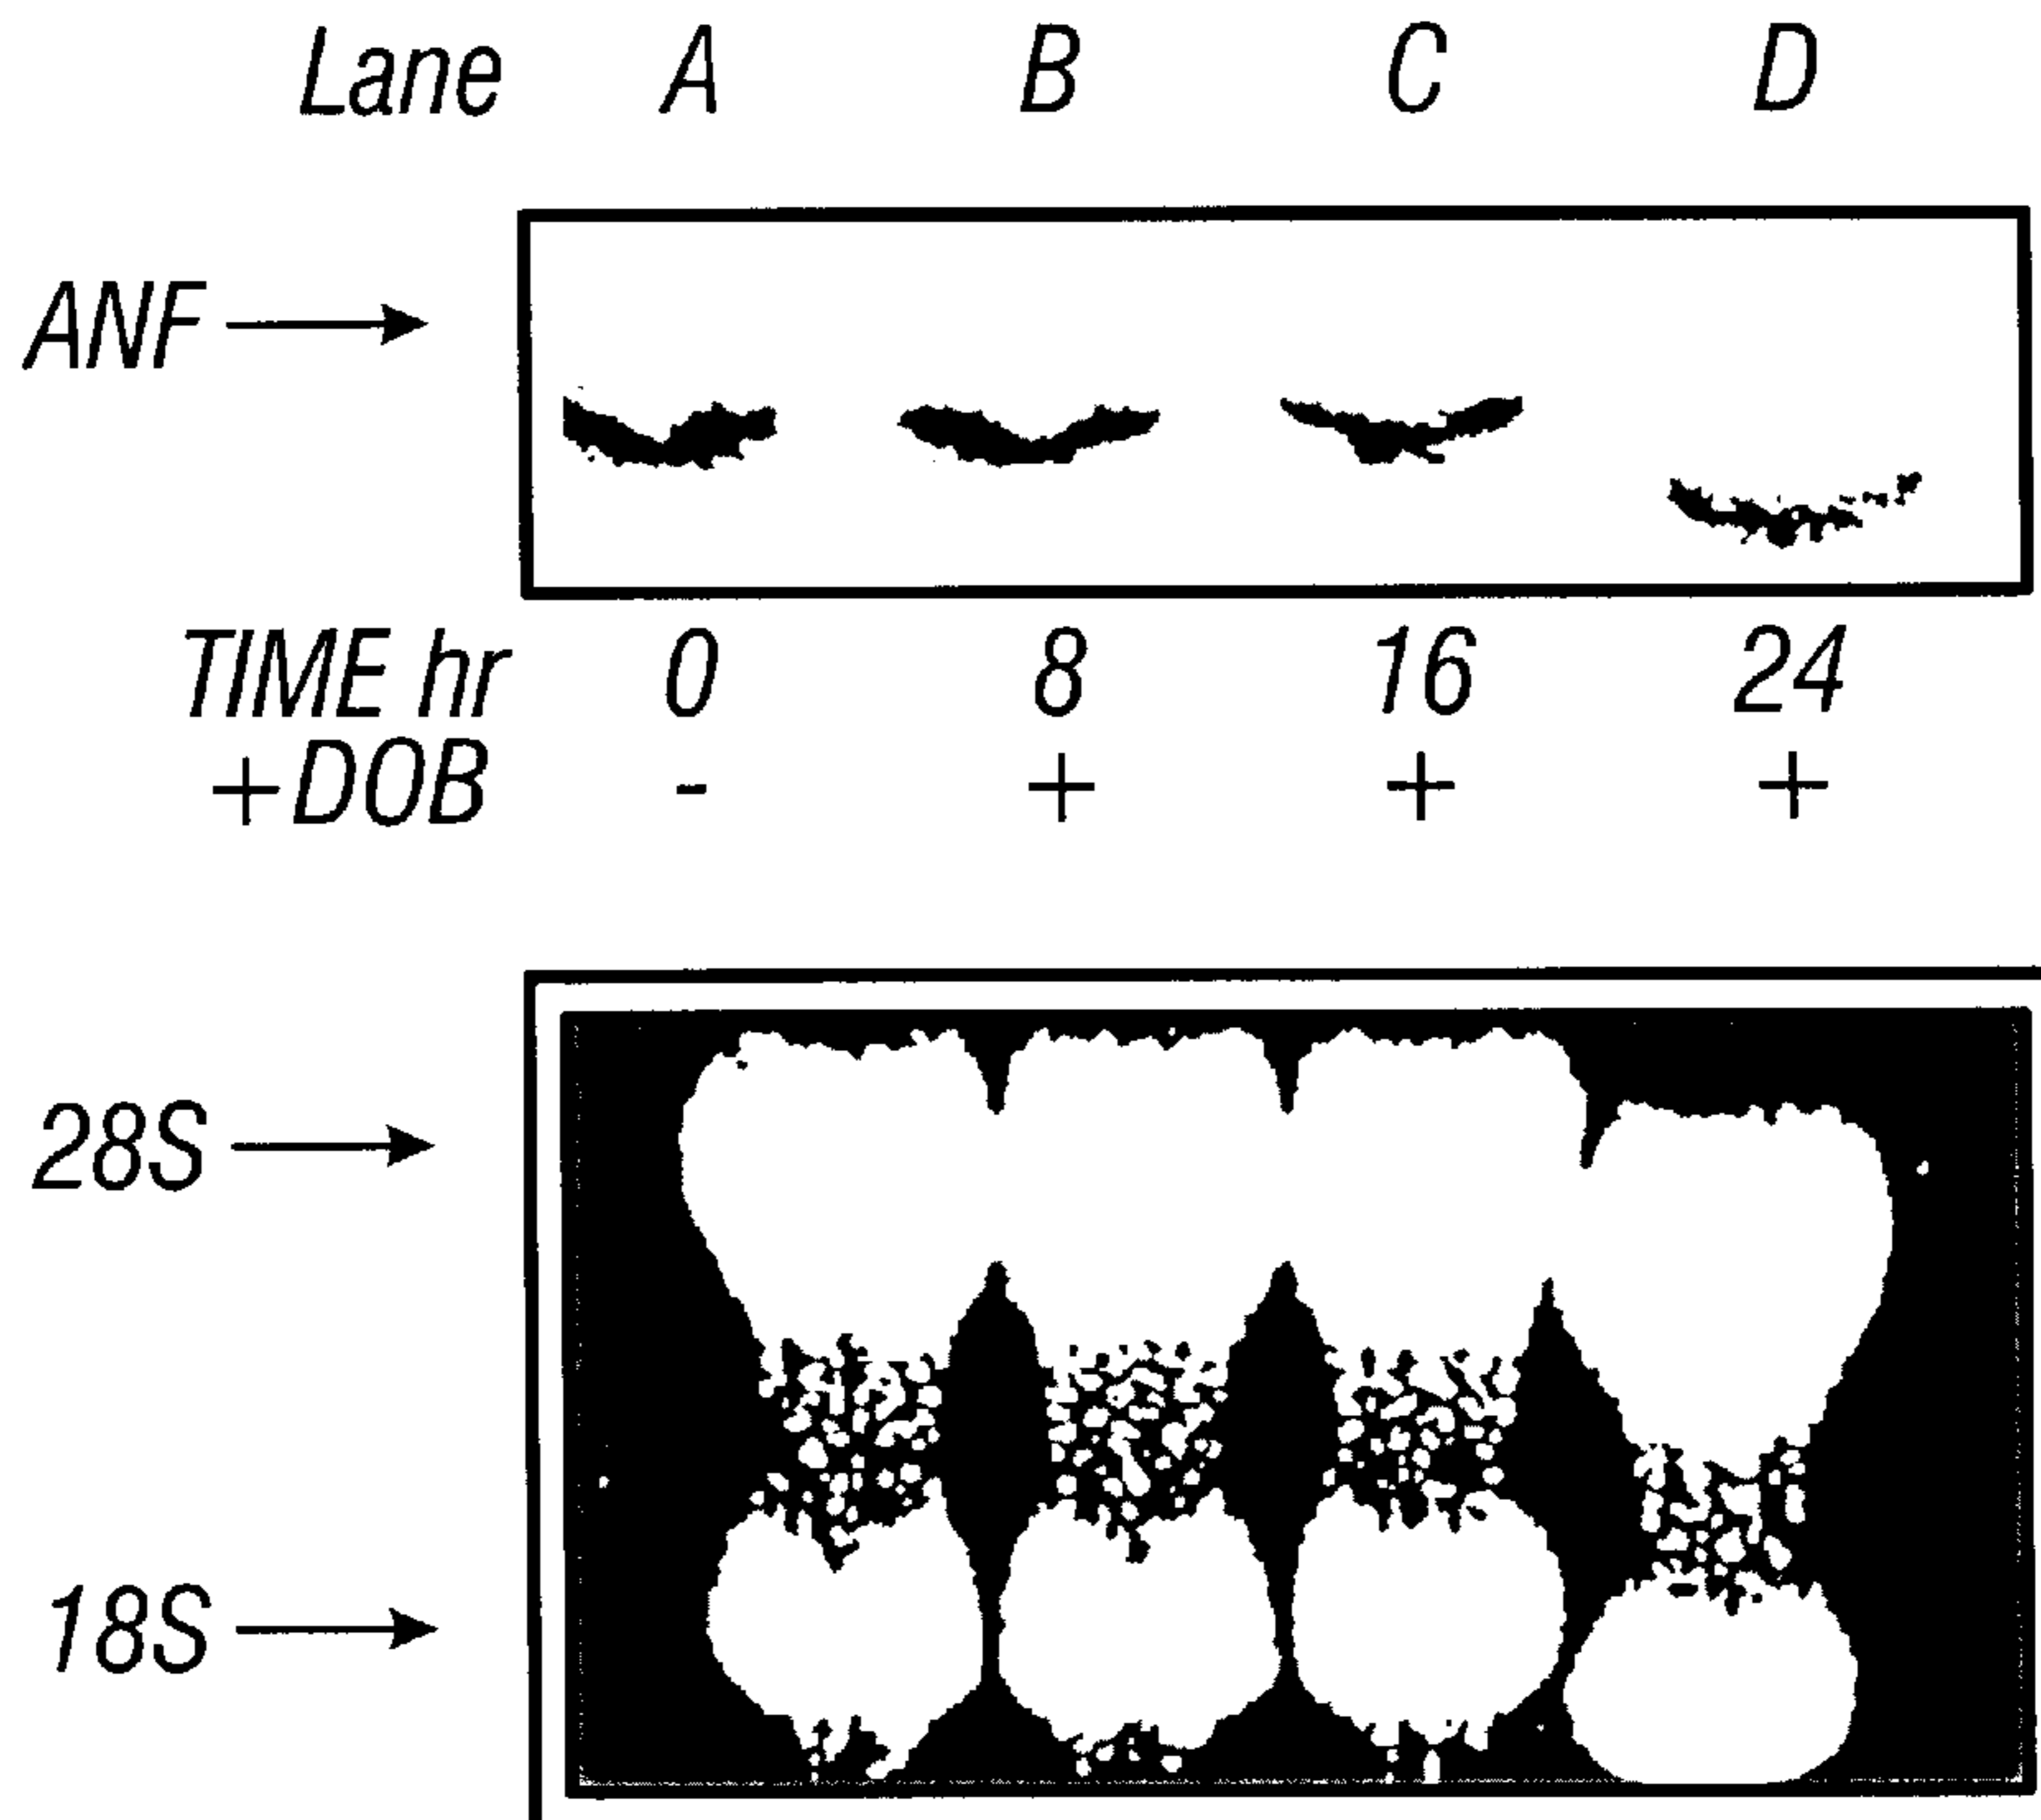 Lane A B C D
ANF
TIME hr 0 8 16 24
+DOB - + + +
28S
18S